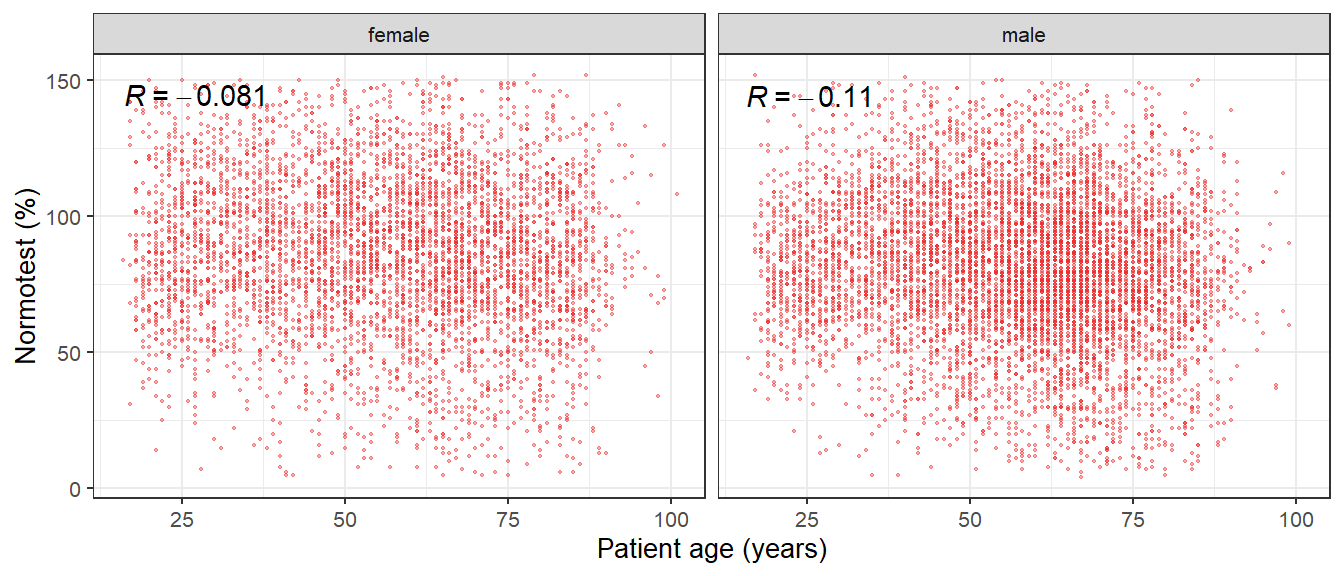 female
male
R = −0.081
R = −0.11
150
100
50
0
Normotest (%)
25 50 75 100
25 50 75 100
Patient age (years)